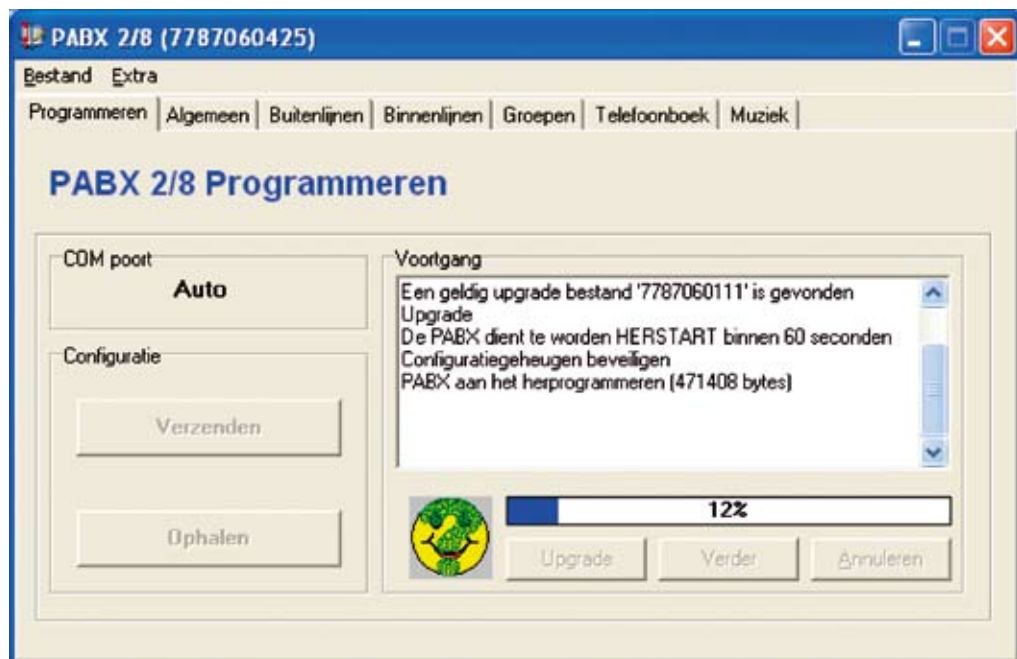 PABX 2/8 (7787060425)
Bestand Extra
Programmeren Algemeen Buitenlijnen Binnenlijnen Groepen Telefoonboek Muziek
PABX 2/8 Programmeren
COM poort
Auto
Configuratie
Verzenden
Ophalen
Voortgang
Een geldig upgrade bestand '7787060111' is gevonden
Upgrade
De PABX dient te worden HERSTART binnen 60 seconden
Configuratiegeheugen beveiligen
PABX aan het herprogrammeren (471408 bytes)
12%
Upgrade Verder Annuleren